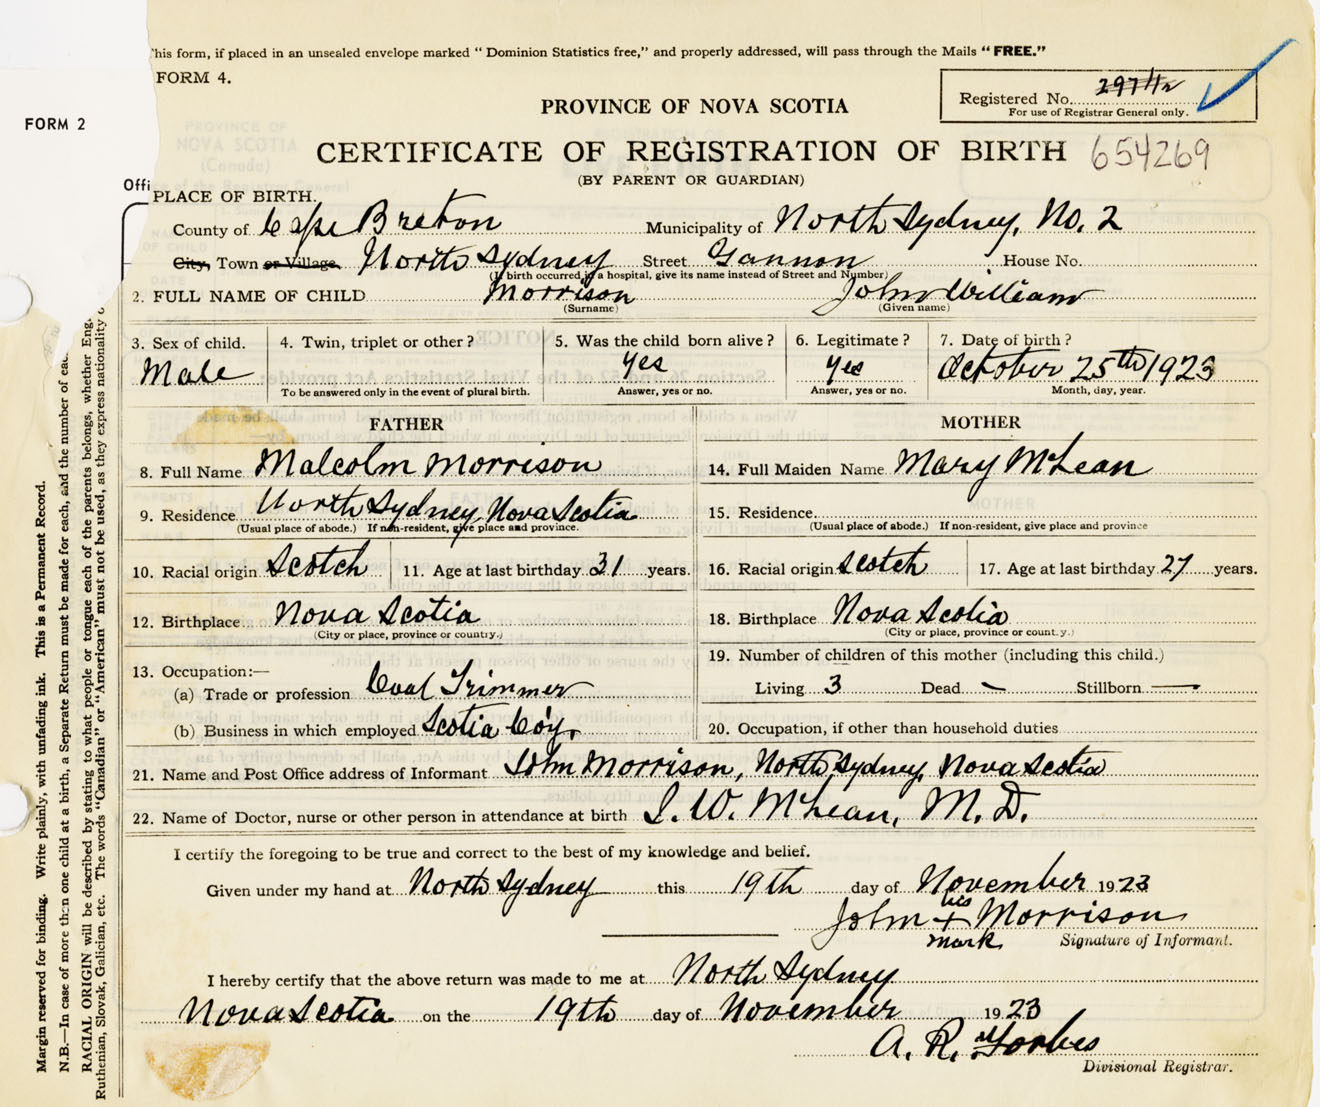 his form, if placed in an unsealed envelope marked " Dominion Statistics free," and properly addressed, will pass through the Mails " FREE."
FORM 4.
Registered No. 297/12
For use of Registrar General only.
FORM 2
PROVINCE OF NOVA SCOTIA
CERTIFICATE OF REGISTRATION OF BIRTH 654269
(BY PARENT OR GUARDIAN)
Offi
PLACE OF BIRTH.
County of Cape Breton Municipality of North Sydney, No. 2
City, Town or Village, North Sydney Street Gannon House No.
(If birth occurred in a hospital, give its name instead of Street and Number)
2. FULL NAME OF CHILD Morrison John William
(Surname) (Given name)
3. Sex of child. 4. Twin, triplet or other? 5. Was the child born alive? 6. Legitimate? 7. Date of birth?
Male yes yes October 25th 1923
To be answered only in the event of plural birth. Answer, yes or no. Answer, yes or no. Month, day, year.
FATHER MOTHER
8. Full Name Malcolm Morrison 14. Full Maiden Name Mary McLean
9. Residence North Sydney, Nova Scotia 15. Residence
(Usual place of abode.) If non-resident, give place and province. (Usual place of abode.) If non-resident, give place and province
10. Racial origin Scotch 11. Age at last birthday 31 years. 16. Racial origin Scotch 17. Age at last birthday 27 years.
12. Birthplace Nova Scotia 18. Birthplace Nova Scotia
(City or place, province or country.) (City or place, province or country.)
13. Occupation:— 19. Number of children of this mother (including this child.)
(a) Trade or profession Coal Trimmer Living 3 Dead – Stillborn —
(b) Business in which employed Scotia Co'y. 20. Occupation, if other than household duties
21. Name and Post Office address of Informant John Morrison, North Sydney, Nova Scotia
22. Name of Doctor, nurse or other person in attendance at birth J. W. McLean, M. D.
I certify the foregoing to be true and correct to the best of my knowledge and belief.
Given under my hand at North Sydney this 19th day of November 1923
his
John + Morrison
mark Signature of Informant.
I hereby certify that the above return was made to me at North Sydney
Nova Scotia on the 19th day of November 1923
A. R. Forbes
Divisional Registrar.
Margin reserved for binding. Write plainly, with unfading ink. This is a Permanent Record.
N.B.—In case of more than one child at a birth, a Separate Return must be made for each, and the number of eac
RACIAL ORIGIN will be described by stating to what people or tongue each of the parents belongs, whether Eng.
Ruthenian, Slovak, Galician, etc. The words "Canadian" or "American" must not be used, as they express nationality